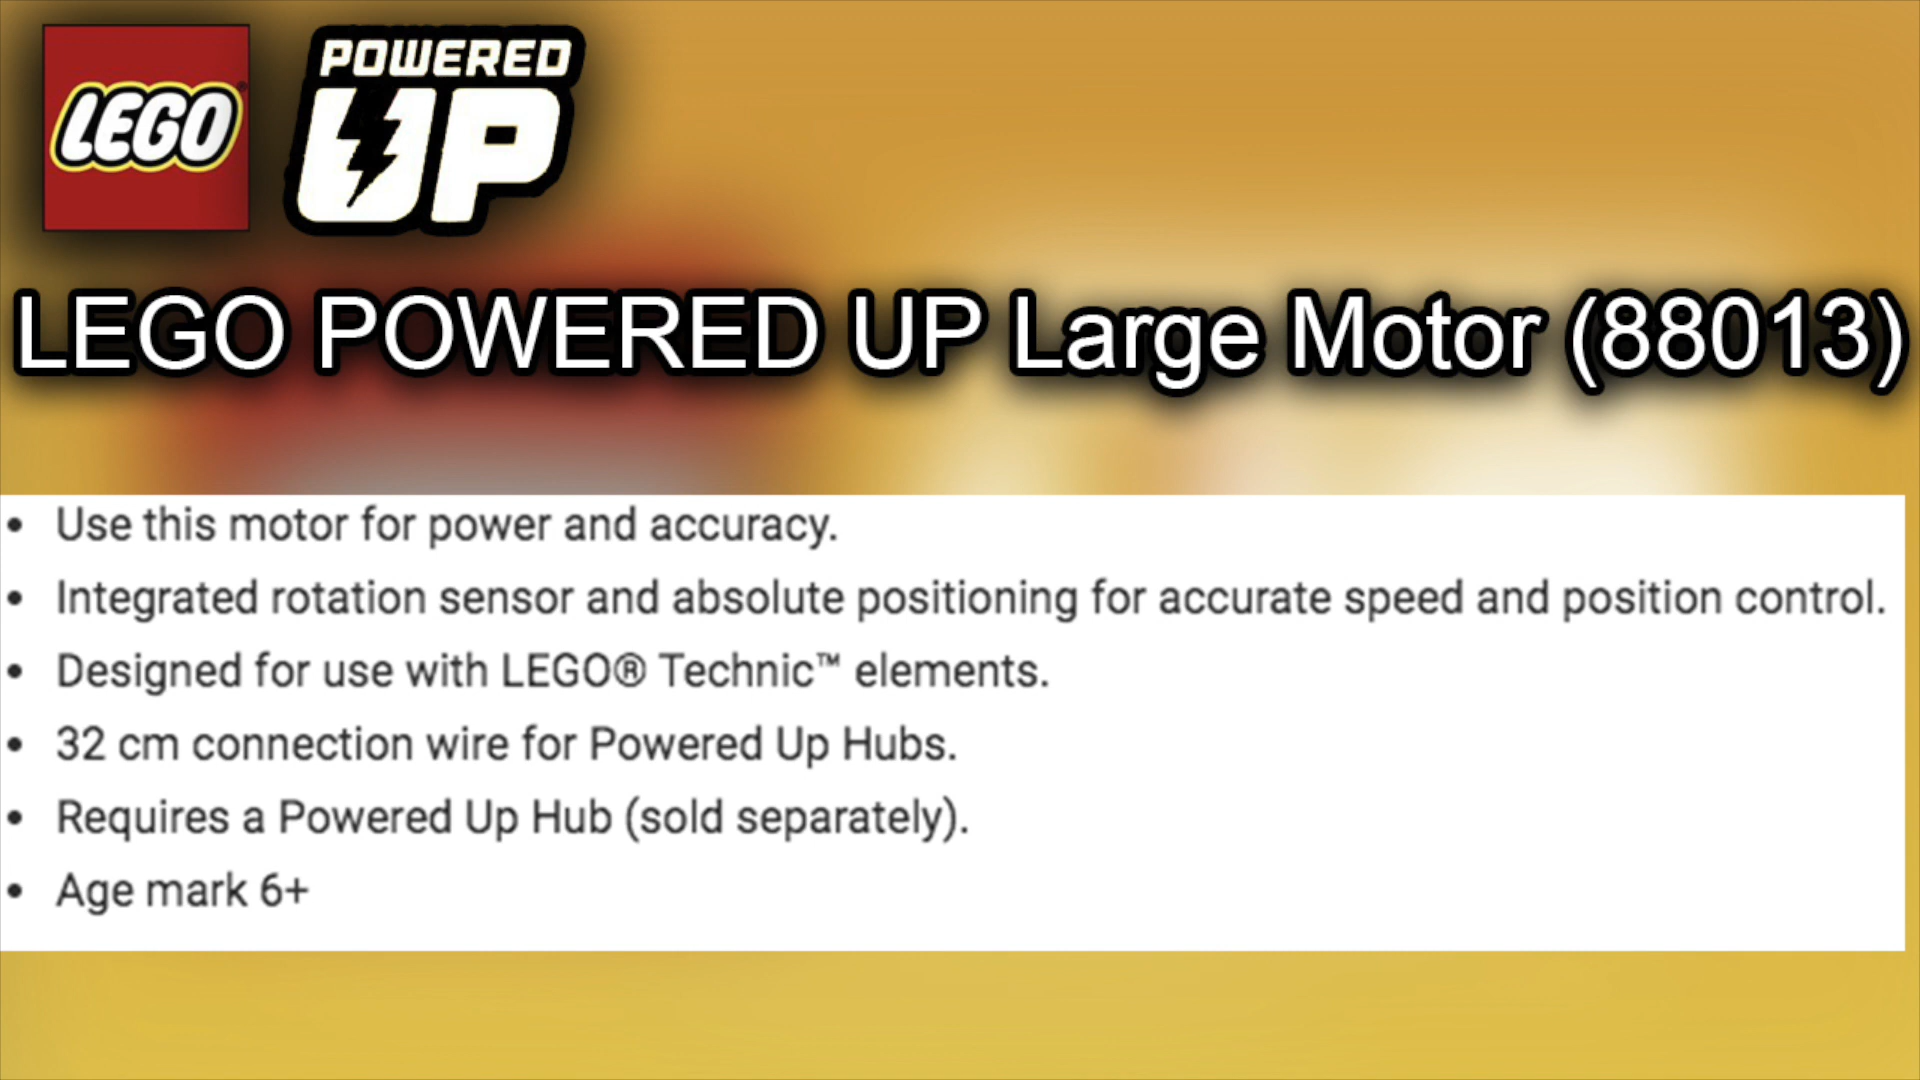 LEGO®
POWERED
UP
LEGO POWERED UP Large Motor (88013)
• Use this motor for power and accuracy.
• Integrated rotation sensor and absolute positioning for accurate speed and position control.
• Designed for use with LEGO® Technic™ elements.
• 32 cm connection wire for Powered Up Hubs.
• Requires a Powered Up Hub (sold separately).
• Age mark 6+